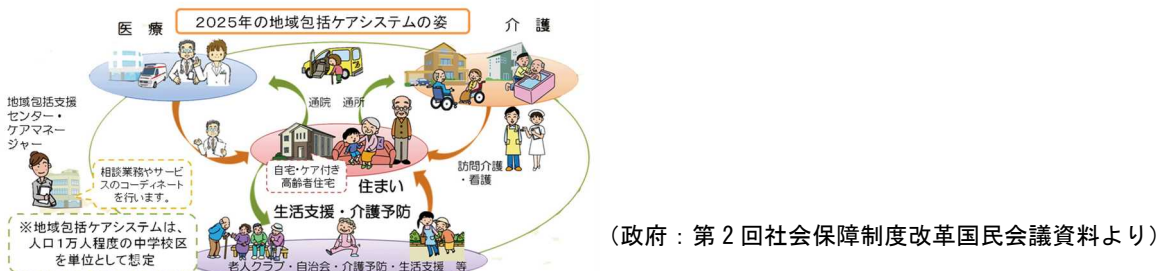 2025年の地域包括ケアシステムの姿
医 療
介 護
通院 通所
地域包括支援
センター・
ケアマネー
ジャー
相談業務やサービ
スのコーディネート
を行います。
自宅・ケア付き
高齢者住宅
住まい
訪問介護
・看護
生活支援・介護予防
※地域包括ケアシステムは、
人口1万人程度の中学校区
を単位として想定
老人クラブ・自治会・介護予防・生活支援 等
（政府：第２回社会保障制度改革国民会議資料より）